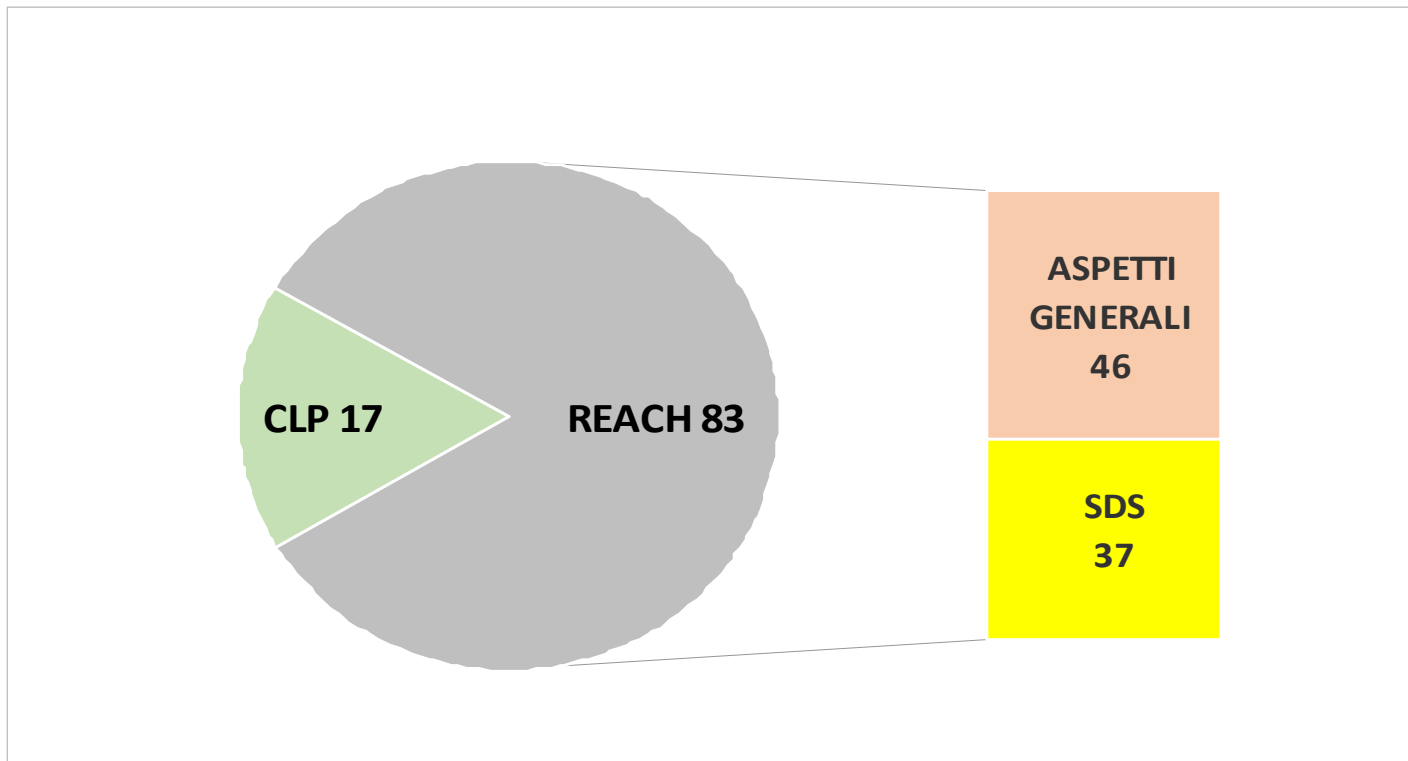 CLP 17
REACH 83
ASPETTI
GENERALI
46
SDS
37